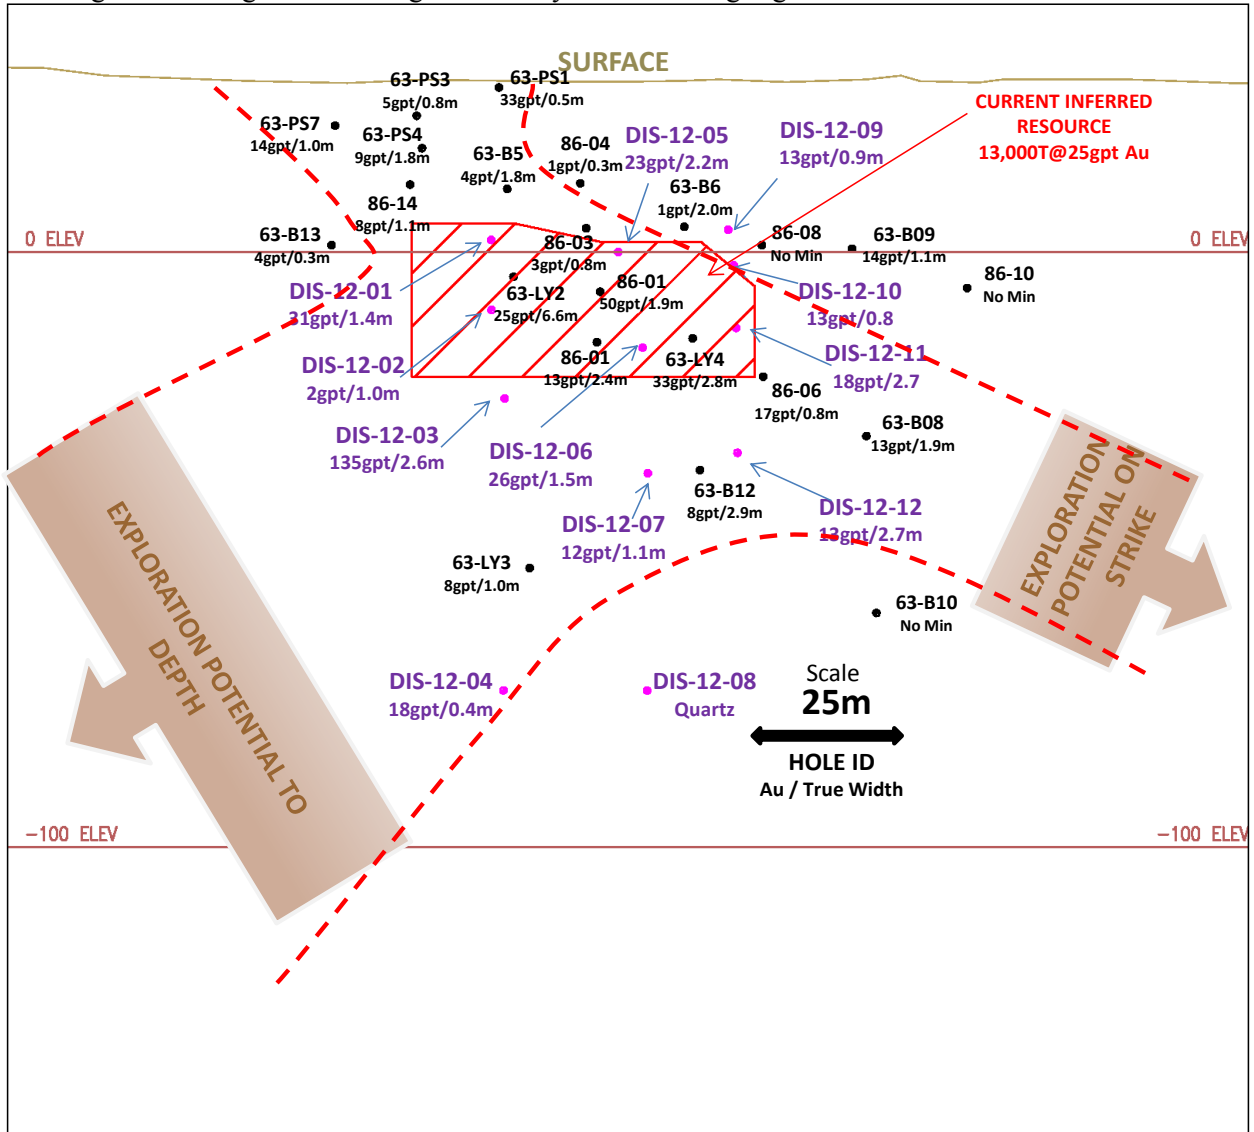 SURFACE
63-PS3
5gpt/0.8m
63-PS1
33gpt/0.5m
CURRENT INFERRED
RESOURCE
13,000T@25gpt Au
63-PS7
14gpt/1.0m
63-PS4
9gpt/1.8m
63-B5
4gpt/1.8m
86-04
1gpt/0.3m
DIS-12-05
23gpt/2.2m
DIS-12-09
13gpt/0.9m
63-B6
1gpt/2.0m
86-14
8gpt/1.1m
0 ELEV
0 ELEV
63-B13
4gpt/0.3m
86-03
3gpt/0.8m
86-08
No Min
63-B09
14gpt/1.1m
86-10
No Min
DIS-12-01
31gpt/1.4m
63-LY2
25gpt/6.6m
86-01
50gpt/1.9m
DIS-12-10
13gpt/0.8
DIS-12-02
2gpt/1.0m
86-01
13gpt/2.4m
63-LY4
33gpt/2.8m
DIS-12-11
18gpt/2.7
86-06
17gpt/0.8m
DIS-12-03
135gpt/2.6m
DIS-12-06
26gpt/1.5m
63-B08
13gpt/1.9m
63-B12
8gpt/2.9m
DIS-12-07
12gpt/1.1m
DIS-12-12
13gpt/2.7m
EXPLORATION
POTENTIAL ON
STRIKE
EXPLORATION POTENTIAL TO
DEPTH
63-LY3
8gpt/1.0m
63-B10
No Min
DIS-12-04
18gpt/0.4m
DIS-12-08
Quartz
Scale
25m
HOLE ID
Au / True Width
-100 ELEV
-100 ELEV